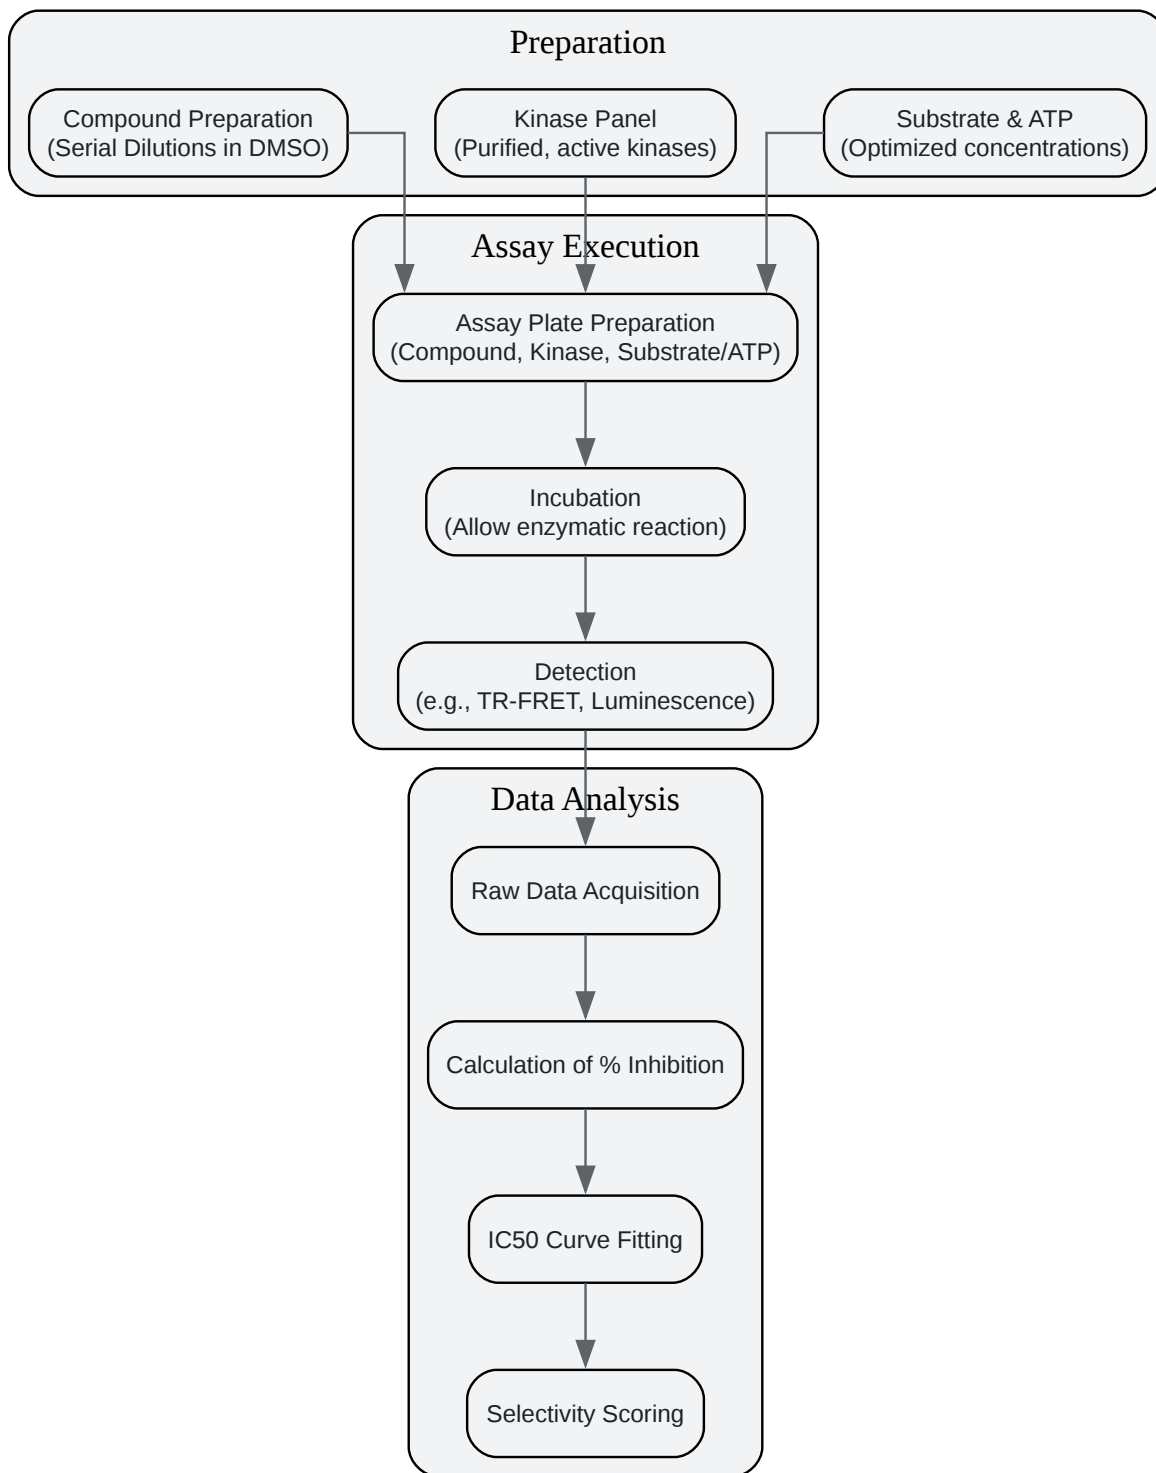 Preparation
Compound Preparation
(Serial Dilutions in DMSO)
Kinase Panel
(Purified, active kinases)
Substrate & ATP
(Optimized concentrations)
Assay Execution
Assay Plate Preparation
(Compound, Kinase, Substrate/ATP)
Incubation
(Allow enzymatic reaction)
Detection
(e.g., TR-FRET, Luminescence)
Data Analysis
Raw Data Acquisition
Calculation of % Inhibition
IC50 Curve Fitting
Selectivity Scoring